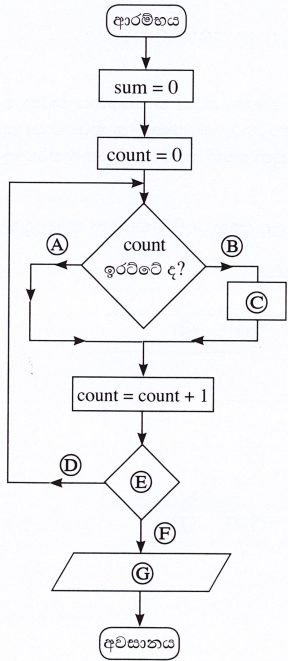 ආරම්භය
sum = 0
count = 0
count
ඉරට්ටේ ද?
A
B
C
count = count + 1
D
E
F
G
අවසානය